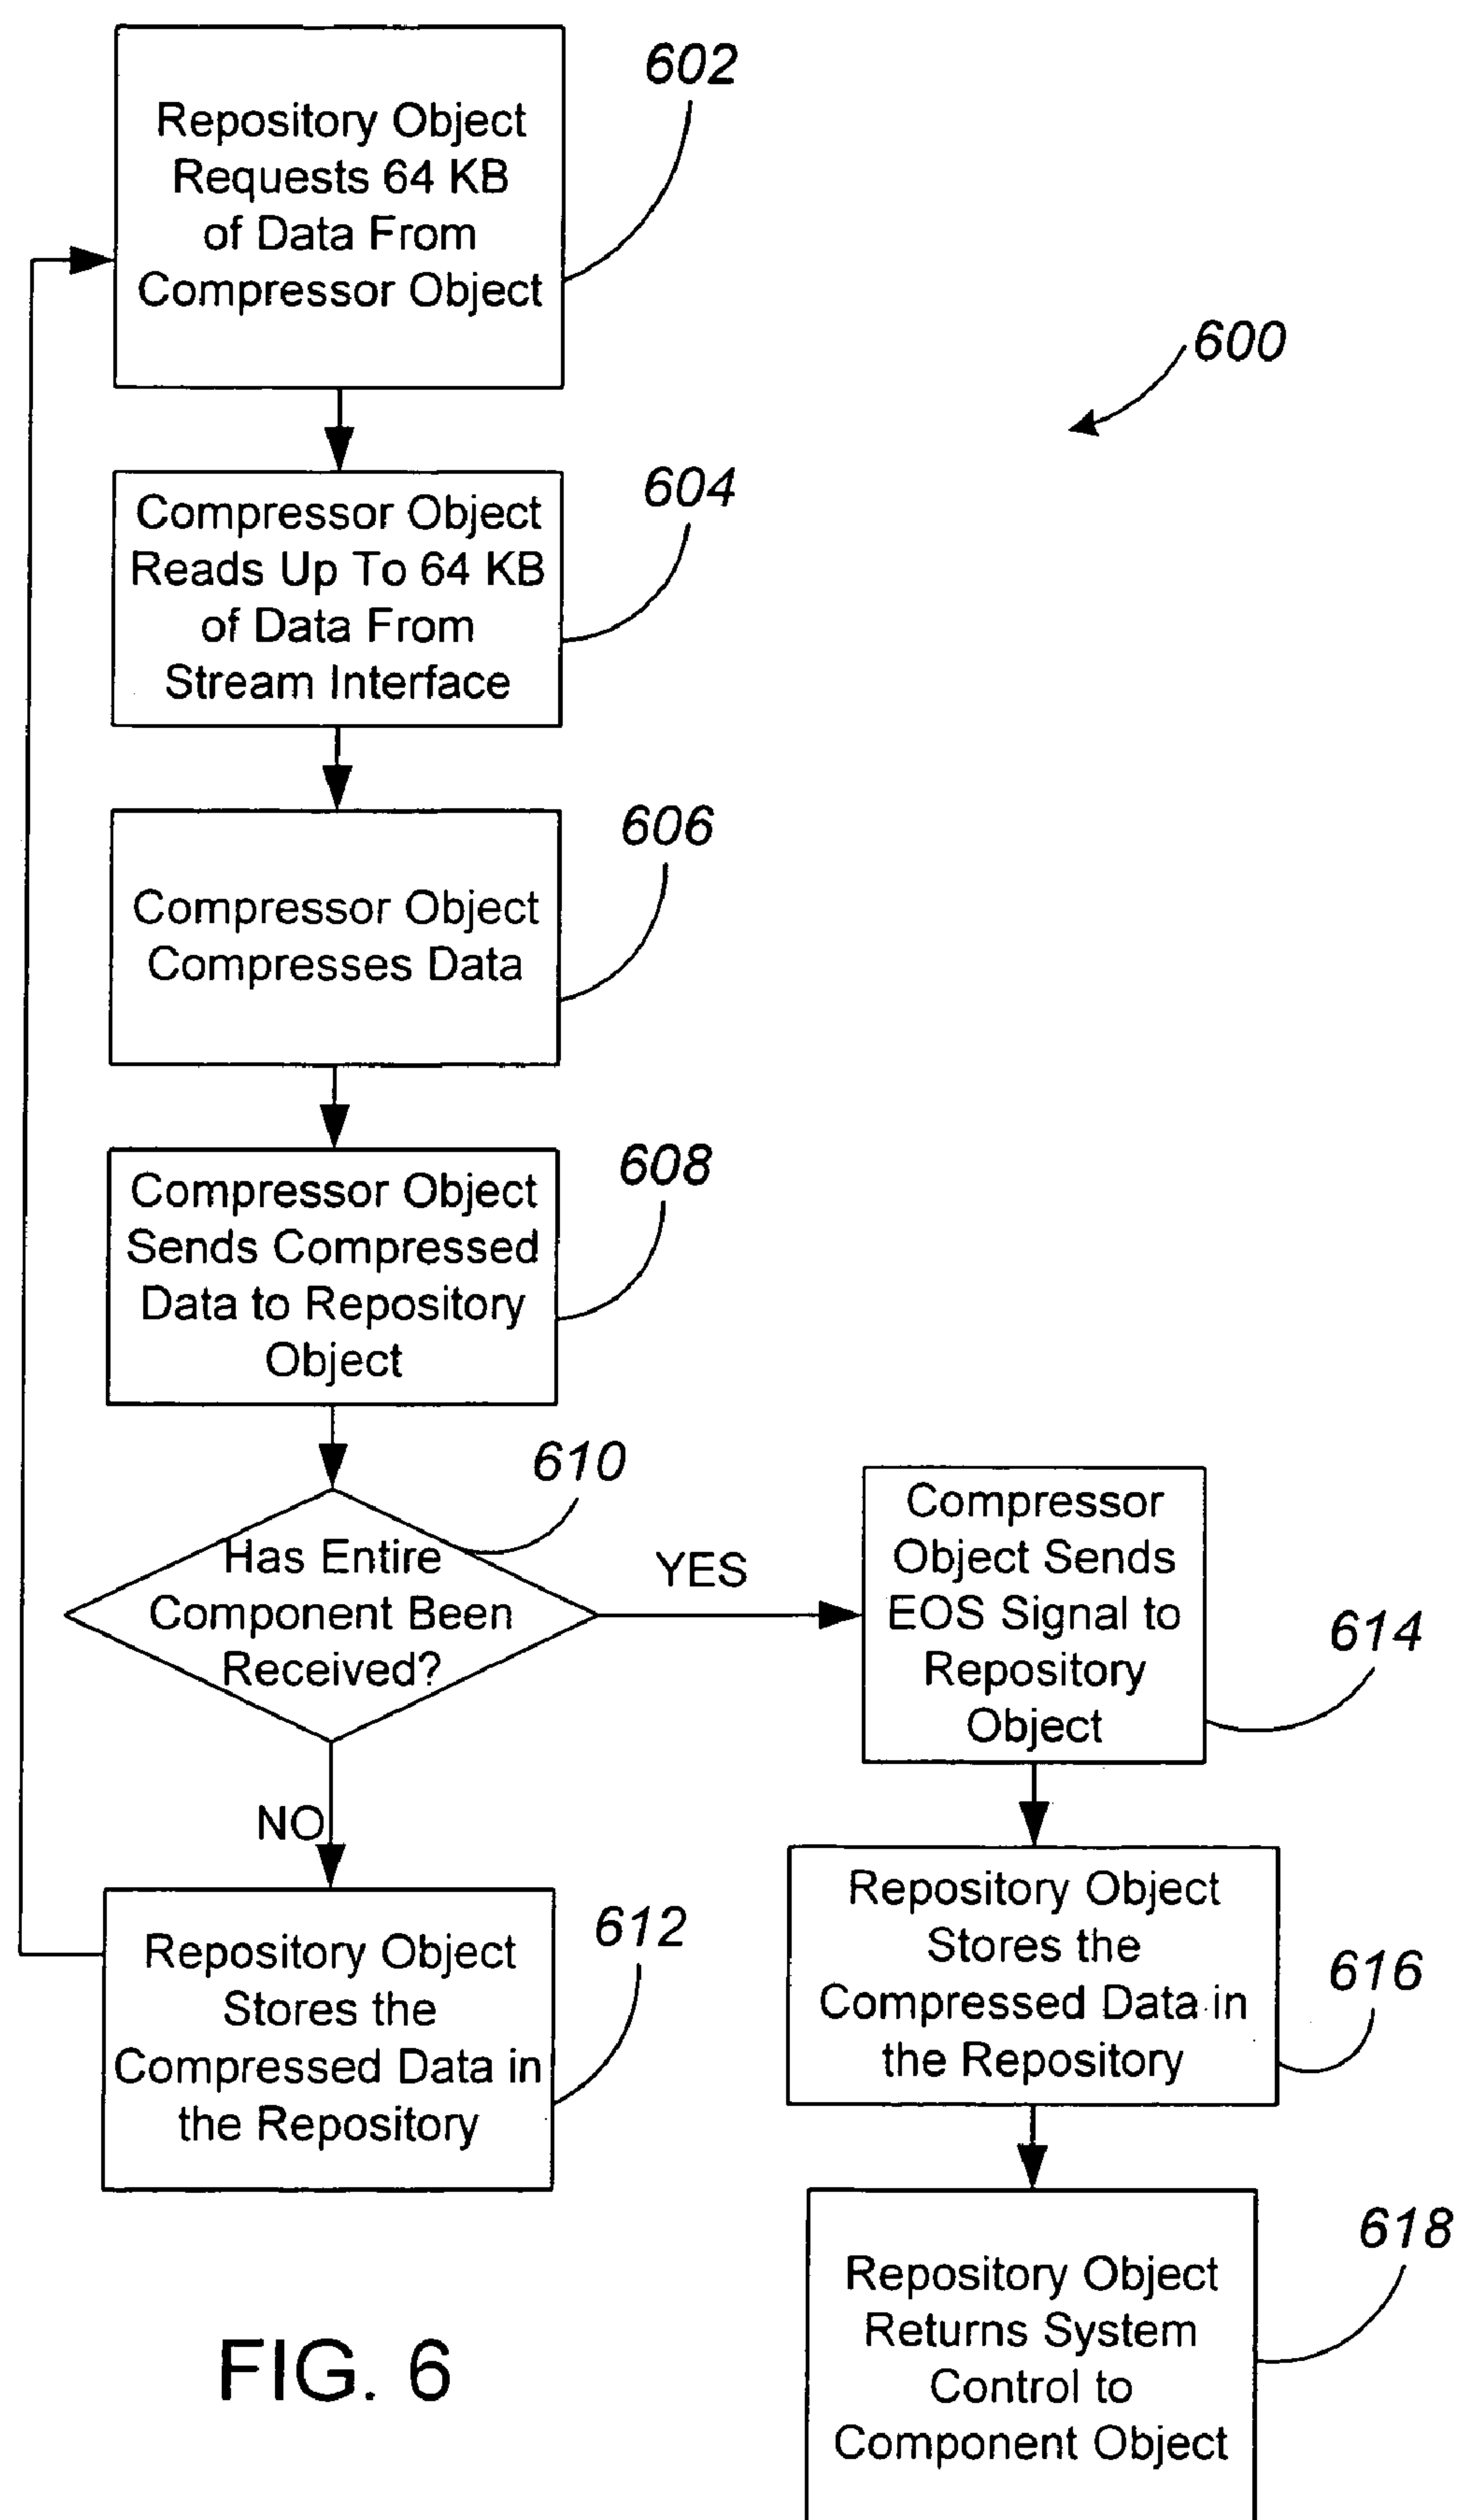 602
Repository Object
Requests 64 KB
of Data From
Compressor Object
600
604
Compressor Object
Reads Up To 64 KB
of Data From
Stream Interface
606
Compressor Object
Compresses Data
608
Compressor Object
Sends Compressed
Data to Repository
Object
610
Has Entire
Component Been
Received?
YES
NO
Compressor
Object Sends
EOS Signal to
Repository
Object
614
612
Repository Object
Stores the
Compressed Data in
the Repository
Repository Object
Stores the
Compressed Data in
the Repository
616
618
Repository Object
Returns System
Control to
Component Object
FIG. 6